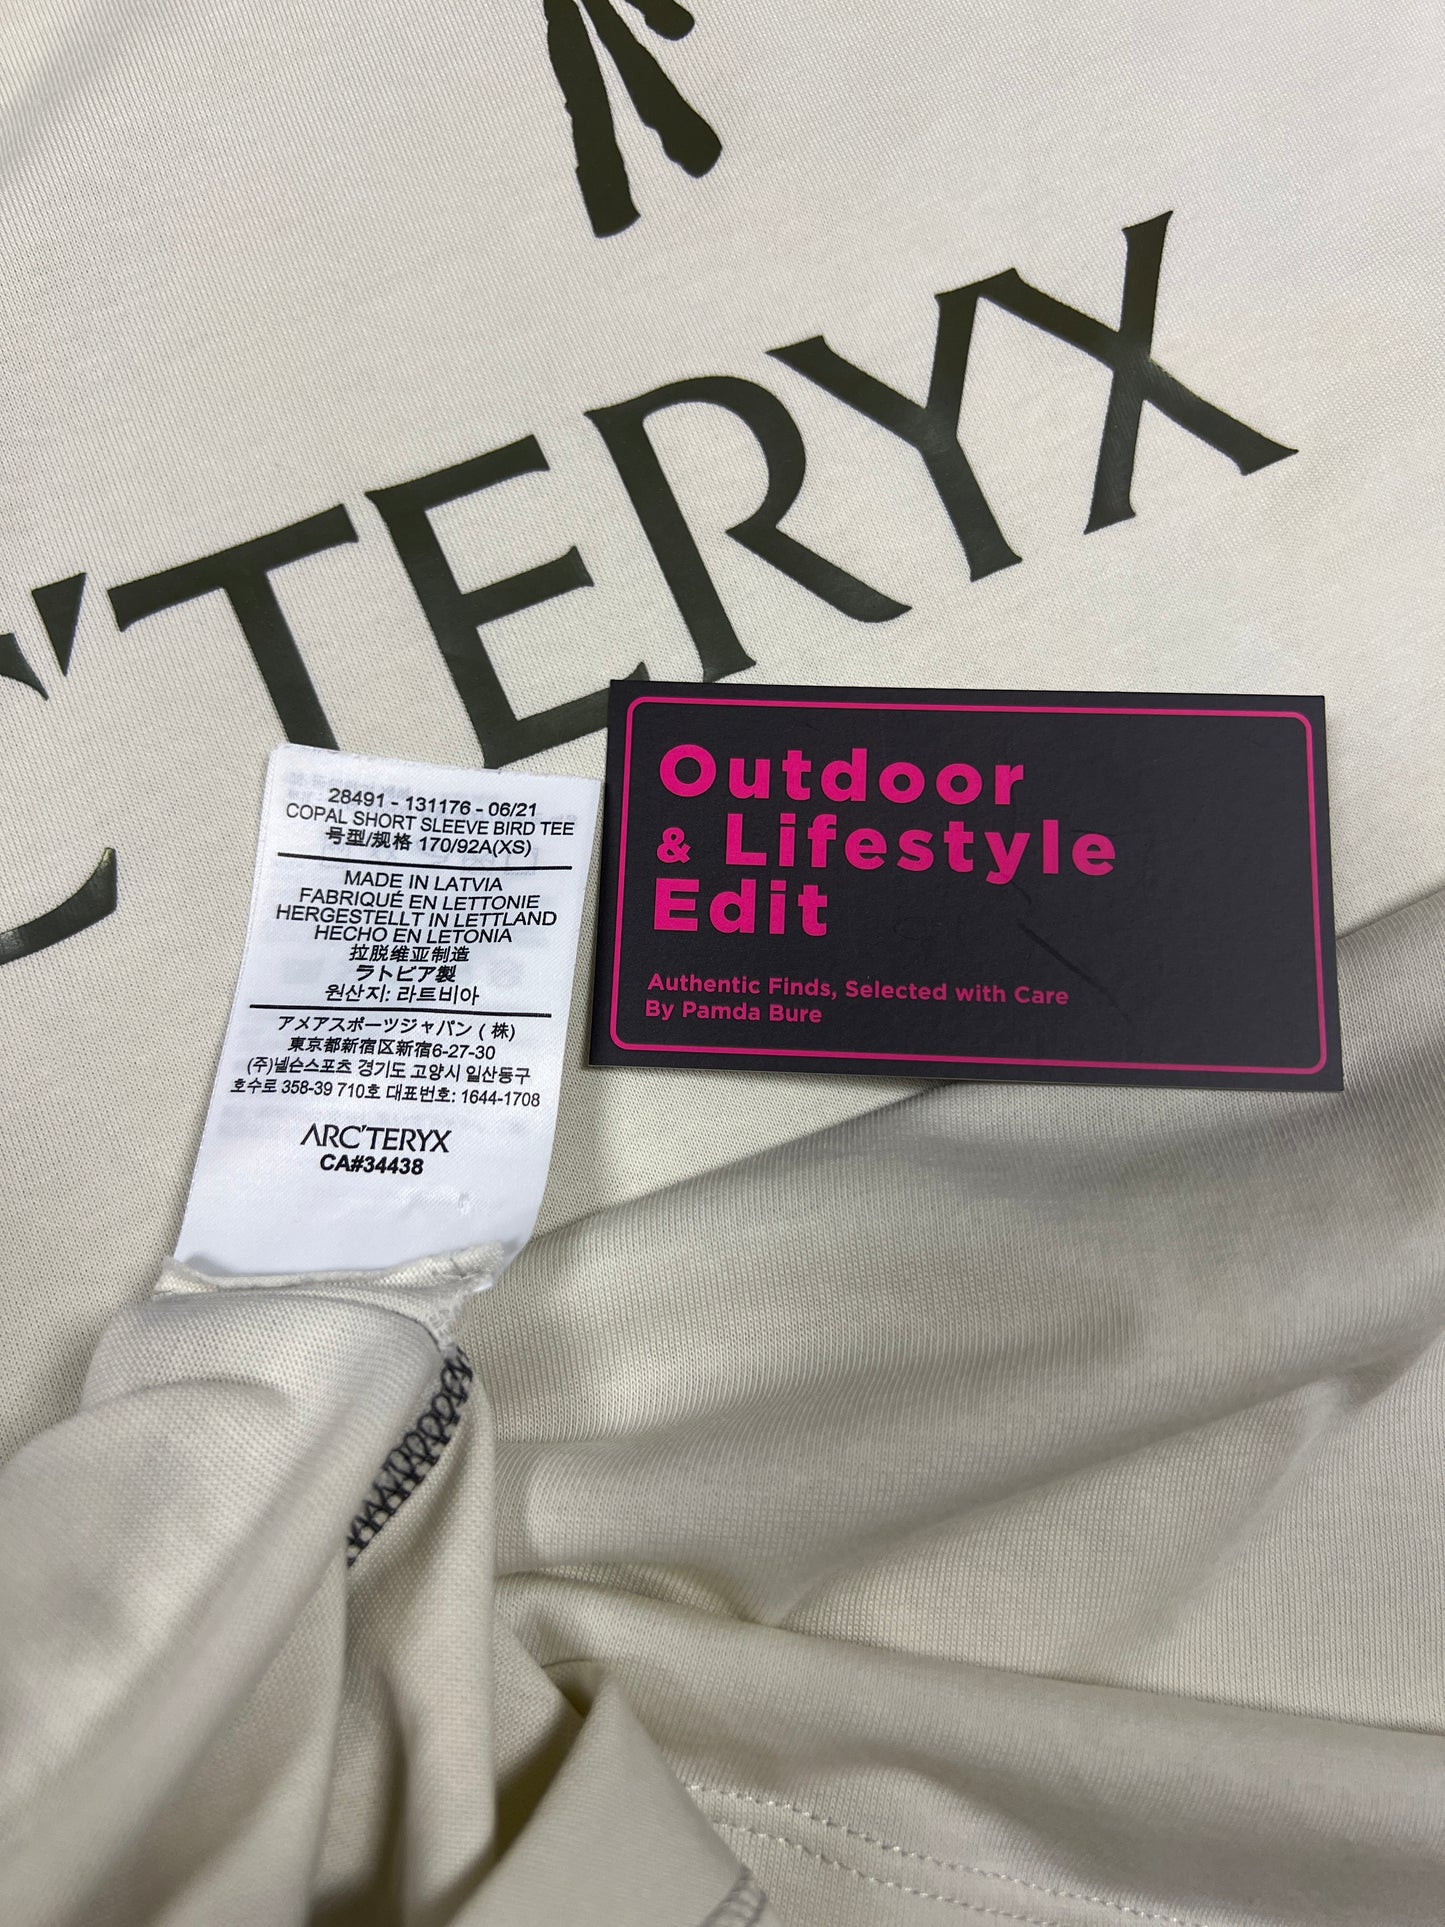 C'TERYX
28491 - 131176 - 06/21
COPAL SHORT SLEEVE BIRD TEE
号型/规格 170/92A(XS)
MADE IN LATVIA
FABRIQUÉ EN LETTONIE
HERGESTELLT IN LETTLAND
HECHO EN LETONIA
拉脱维亚制造
ラトビア製
원산지: 라트비아
アメアスポーツジャパン ( 株)
東京都新宿区新宿6-27-30
(주)넬슨스포츠 경기도 고양시 일산동구
호수로 358-39 710호 대표번호: 1644-1708
ARC'TERYX
CA#34438
Outdoor
& Lifestyle
Edit
Authentic Finds, Selected with Care
By Pamda Bure